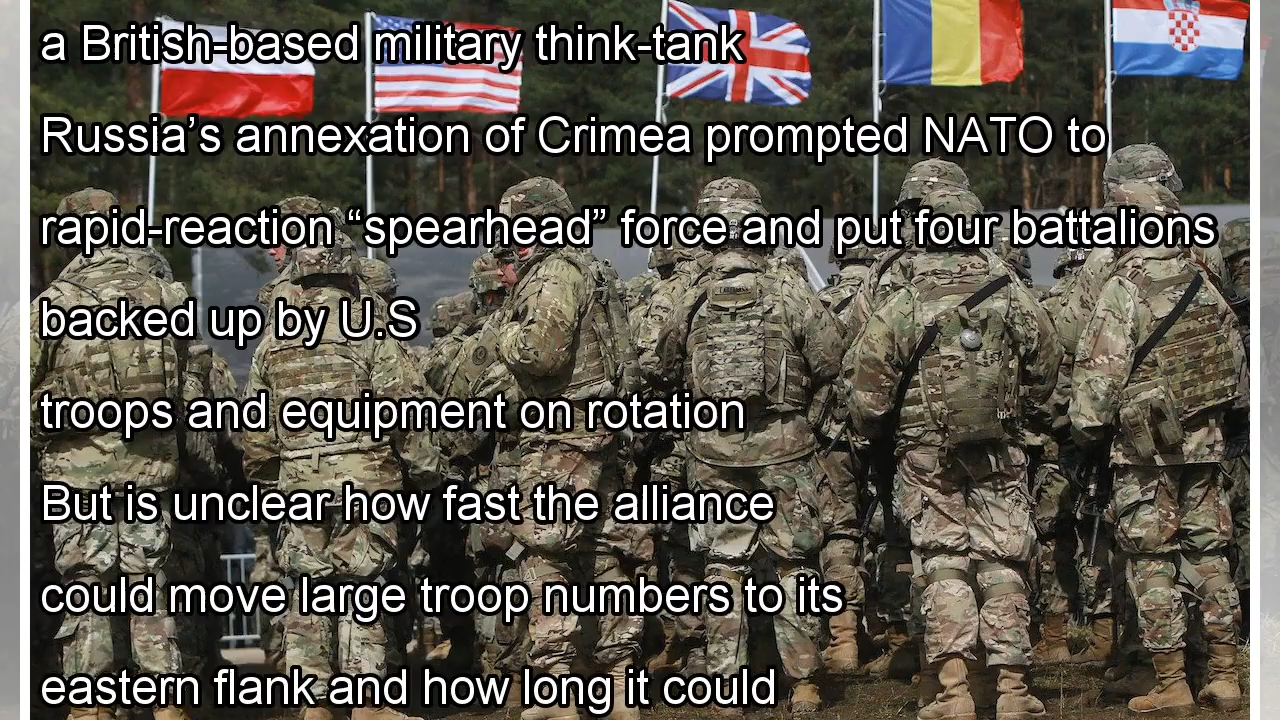 a British-based military think-tank
Russia’s annexation of Crimea prompted NATO to
rapid-reaction “spearhead” force and put four battalions
backed up by U.S
troops and equipment on rotation
But is unclear how fast the alliance
could move large troop numbers to its
eastern flank and how long it could